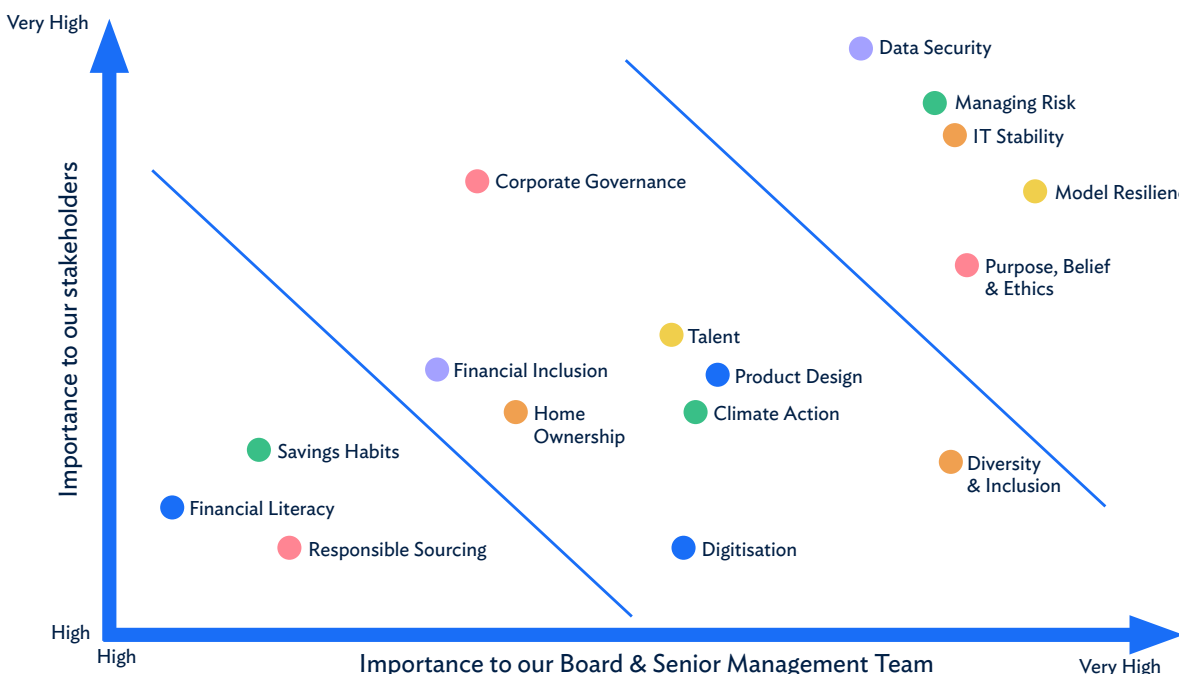 Very High
Data Security
Managing Risk
IT Stability
Corporate Governance
Model Resilien
Purpose, Belief
& Ethics
Importance to our stakeholders
Talent
Financial Inclusion
Product Design
Home
Ownership
Climate Action
Savings Habits
Diversity
& Inclusion
Financial Literacy
Responsible Sourcing
Digitisation
High
High
Importance to our Board & Senior Management Team
Very High